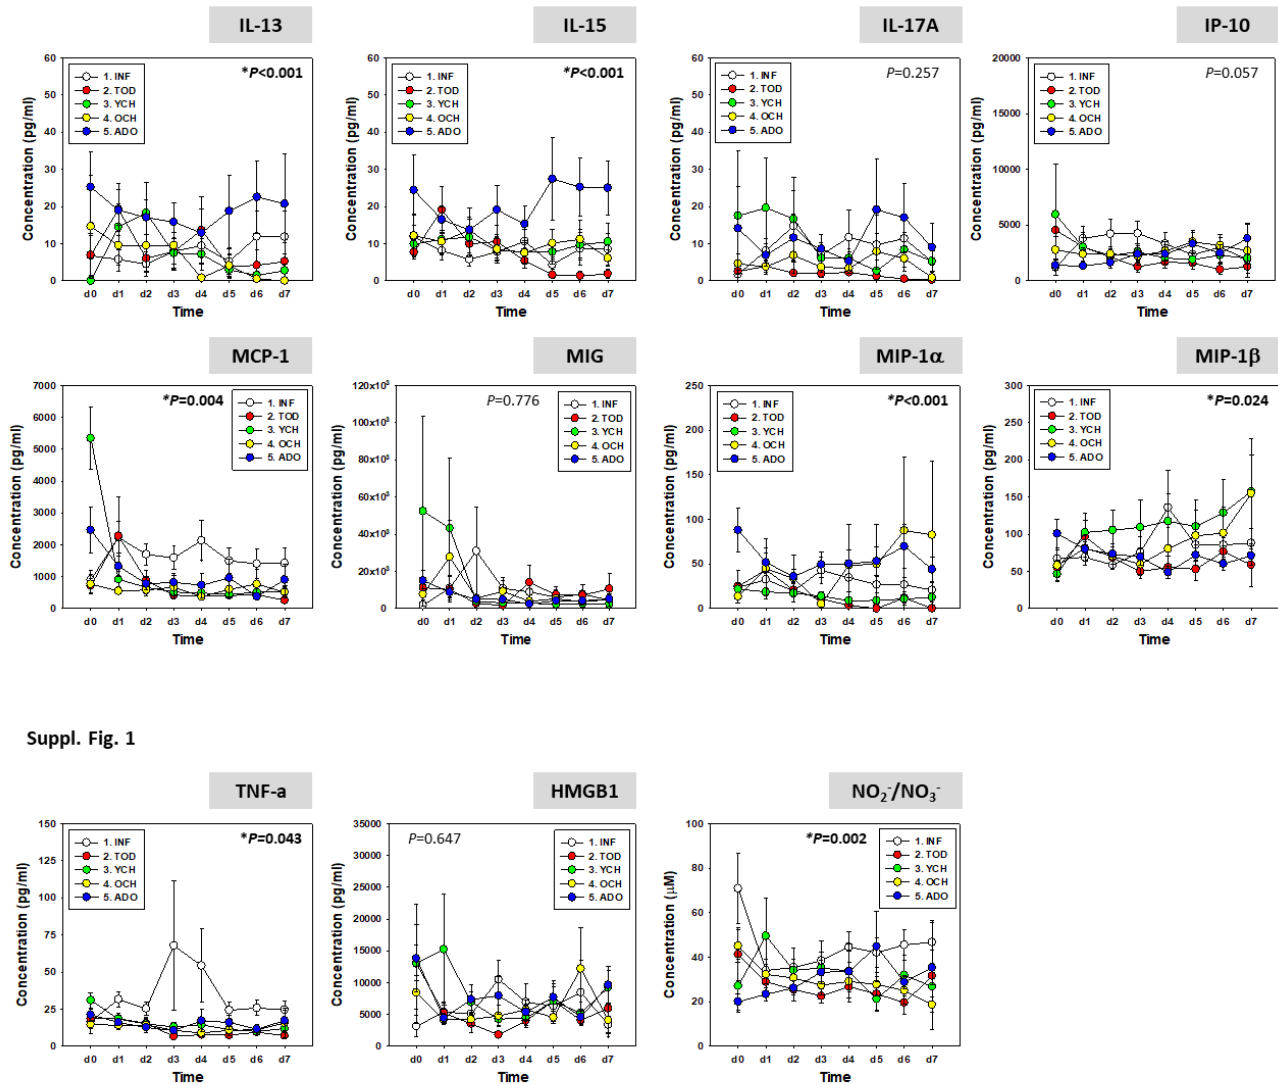 IL-13
IL-15
IL-17A
IP-10
60
50
40
30
20
10
0
Concentration (pg/ml)
1. INF
2. TOD
3. YCH
4. OCH
5. ADO
*P<0.001
d0 d1 d2 d3 d4 d5 d6 d7
Time
60
50
40
30
20
10
0
Concentration (pg/ml)
1. INF
2. TOD
3. YCH
4. OCH
5. ADO
*P<0.001
d0 d1 d2 d3 d4 d5 d6 d7
Time
60
50
40
30
20
10
0
Concentration (pg/ml)
1. INF
2. TOD
3. YCH
4. OCH
5. ADO
P=0.257
d0 d1 d2 d3 d4 d5 d6 d7
Time
20000
15000
10000
5000
0
Concentration (pg/ml)
1. INF
2. TOD
3. YCH
4. OCH
5. ADO
P=0.057
d0 d1 d2 d3 d4 d5 d6 d7
Time
MCP-1
MIG
MIP-1α
MIP-1β
7000
6000
5000
4000
3000
2000
1000
0
Concentration (pg/ml)
*P=0.004
1. INF
2. TOD
3. YCH
4. OCH
5. ADO
d0 d1 d2 d3 d4 d5 d6 d7
Time
120x10³
100x10³
80x10³
60x10³
40x10³
20x10³
0
Concentration (pg/ml)
P=0.776
1. INF
2. TOD
3. YCH
4. OCH
5. ADO
d0 d1 d2 d3 d4 d5 d6 d7
Time
250
200
150
100
50
0
Concentration (pg/ml)
1. INF
2. TOD
3. YCH
4. OCH
5. ADO
*P<0.001
d0 d1 d2 d3 d4 d5 d6 d7
Time
300
250
200
150
100
50
0
Concentration (pg/ml)
1. INF
2. TOD
3. YCH
4. OCH
5. ADO
*P=0.024
d0 d1 d2 d3 d4 d5 d6 d7
Time
Suppl. Fig. 1
TNF-a
HMGB1
NO₂⁻/NO₃⁻
150
125
100
75
50
25
0
Concentration (pg/ml)
1. INF
2. TOD
3. YCH
4. OCH
5. ADO
*P=0.043
d0 d1 d2 d3 d4 d5 d6 d7
Time
35000
30000
25000
20000
15000
10000
5000
0
Concentration (pg/ml)
P=0.647
1. INF
2. TOD
3. YCH
4. OCH
5. ADO
d0 d1 d2 d3 d4 d5 d6 d7
Time
100
80
60
40
20
0
Concentration (µM)
*P=0.002
1. INF
2. TOD
3. YCH
4. OCH
5. ADO
d0 d1 d2 d3 d4 d5 d6 d7
Time